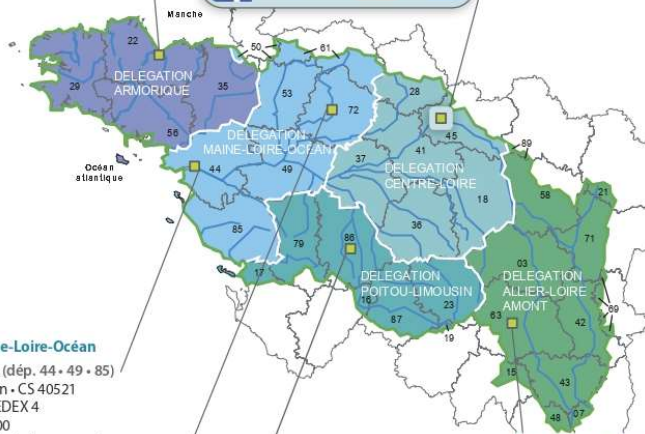 Manche
22
50
61
DELEGATION
ARMORIQUE
29
35
53
28
56
72
45
DELEGATION
MAINE-LOIRE-OCEAN
89
Océan
atlantique
44
49
37
41
DELEGATION
CENTRE-LOIRE
58
21
18
85
79
86
36
71
17
03
DELEGATION
POITOU-LIMOUSIN
DELEGATION
ALLIER-LOIRE
AMONT
16
23
87
19
63
42
69
15
43
48
07
e-Loire-Océan
(dép. 44 • 49 • 85)
n • CS 40521
EDEX 4
00